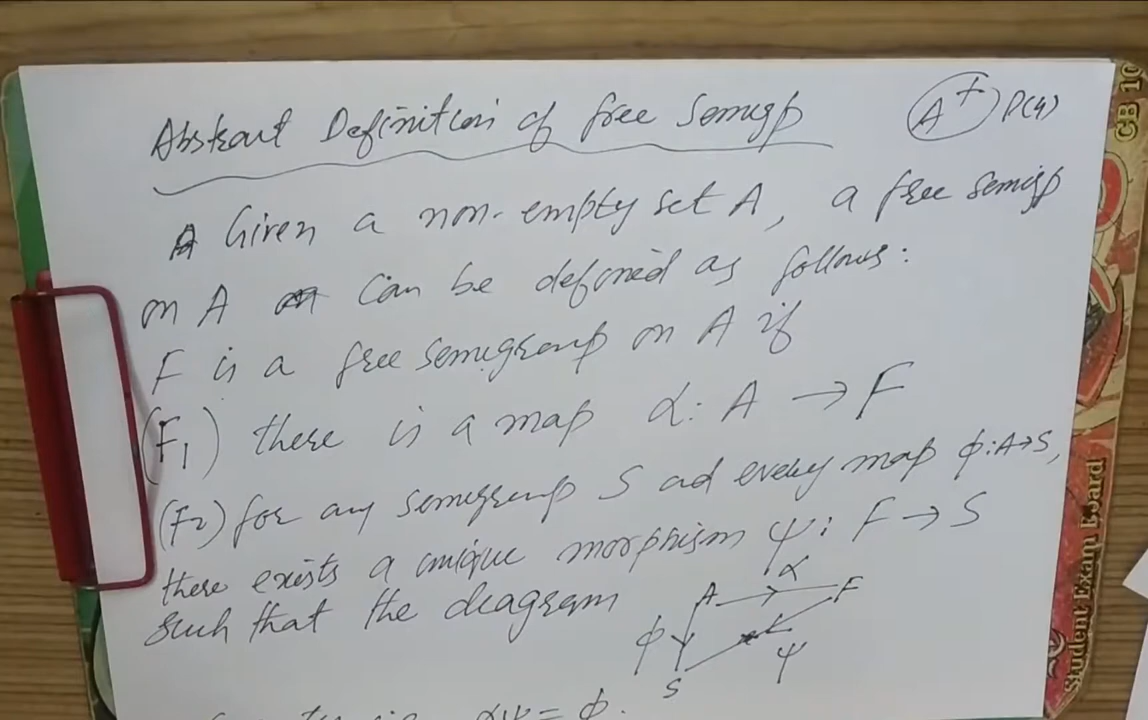 Abstract Definition of free Semigp
A+ P(4)
Given a non-empty set A, a free semigp
on A can be defined as follows:
F is a free semigroup on A if
(F1) there is a map α: A → F
(F2) for any semigroup S ad every map φ: A→S,
there exists a unique morphism ψ: F → S
such that the diagram
A α F
φ ψ
S
αψ = φ.
CB 10
Student Exam Board